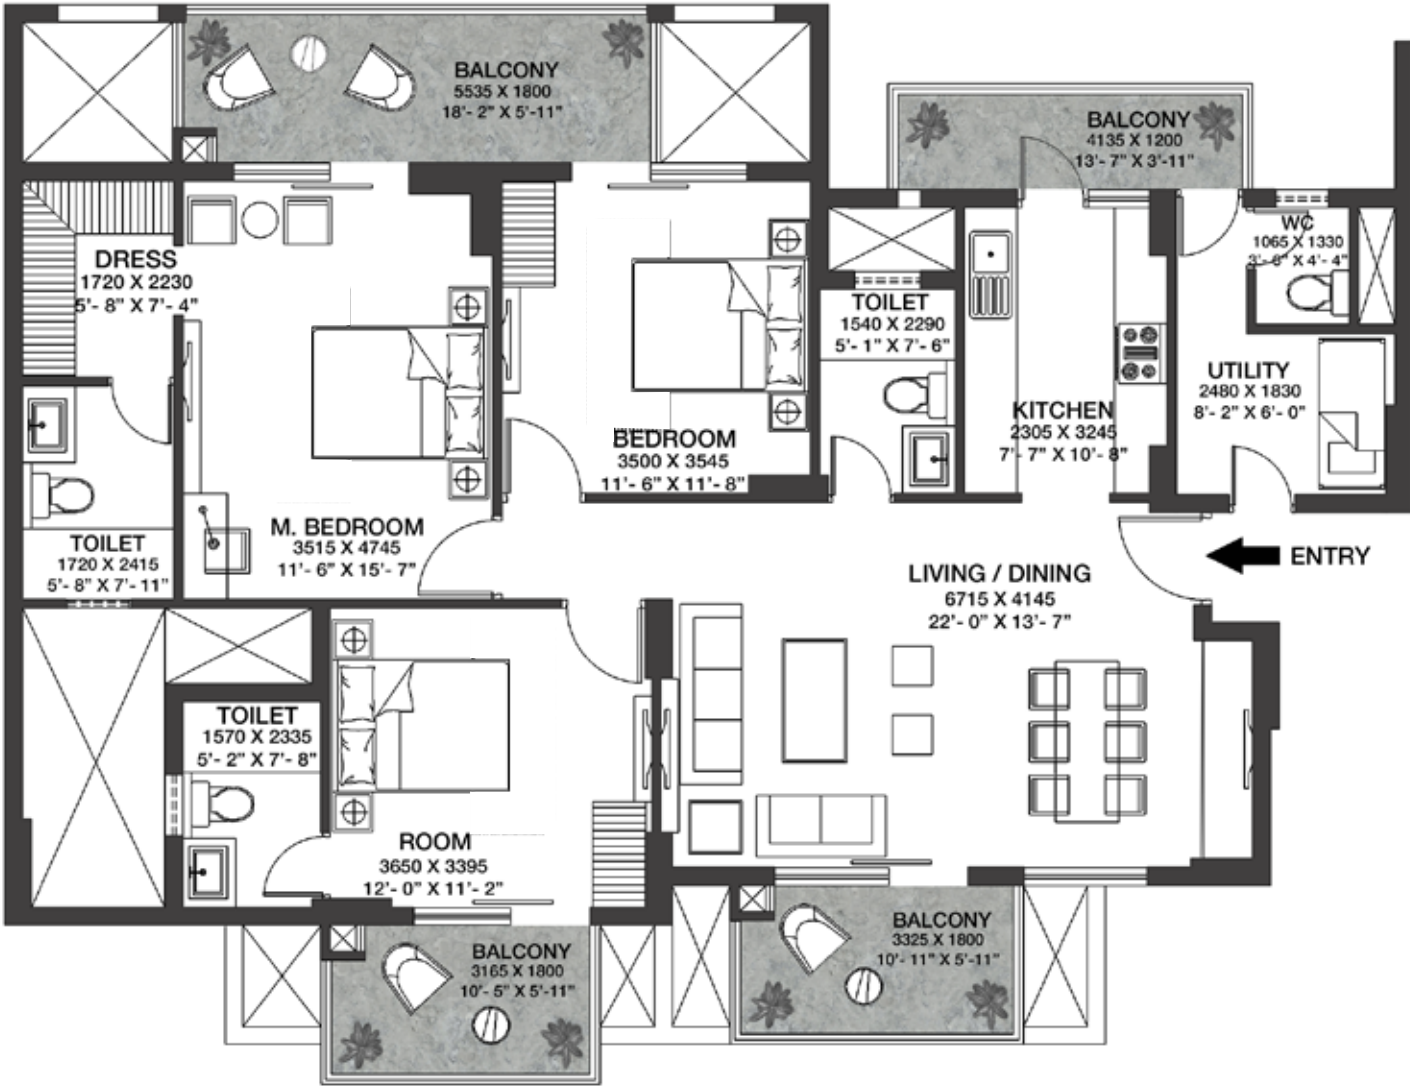 BALCONY
5535 X 1800
18'- 2" X 5'-11"
BALCONY
4135 X 1200
13'- 7" X 3'-11"
DRESS
1720 X 2230
5'- 8" X 7'- 4"
WC
1065 X 1330
3'- 6" X 4'- 4"
TOILET
1540 X 2290
5'- 1" X 7'- 6"
UTILITY
2480 X 1830
8'- 2" X 6'- 0"
KITCHEN
2305 X 3245
7'- 7" X 10'- 8"
BEDROOM
3500 X 3545
11'- 6" X 11'- 8"
M. BEDROOM
3515 X 4745
11'- 6" X 15'- 7"
TOILET
1720 X 2415
5'- 8" X 7'- 11"
ENTRY
LIVING / DINING
6715 X 4145
22'- 0" X 13'- 7"
TOILET
1570 X 2335
5'- 2" X 7'- 8"
ROOM
3650 X 3395
12'- 0" X 11'- 2"
BALCONY
3325 X 1800
10'- 11" X 5'-11"
BALCONY
3165 X 1800
10'- 5" X 5'-11"